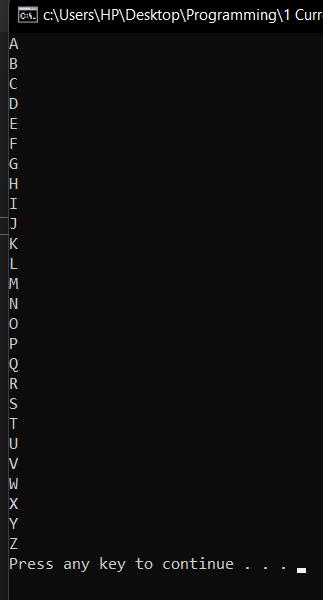 c:\Users\HP\Desktop\Programming\1 Curr
A
B
C
D
E
F
G
H
I
J
K
L
M
N
O
P
Q
R
S
T
U
V
W
X
Y
Z
Press any key to continue . . .